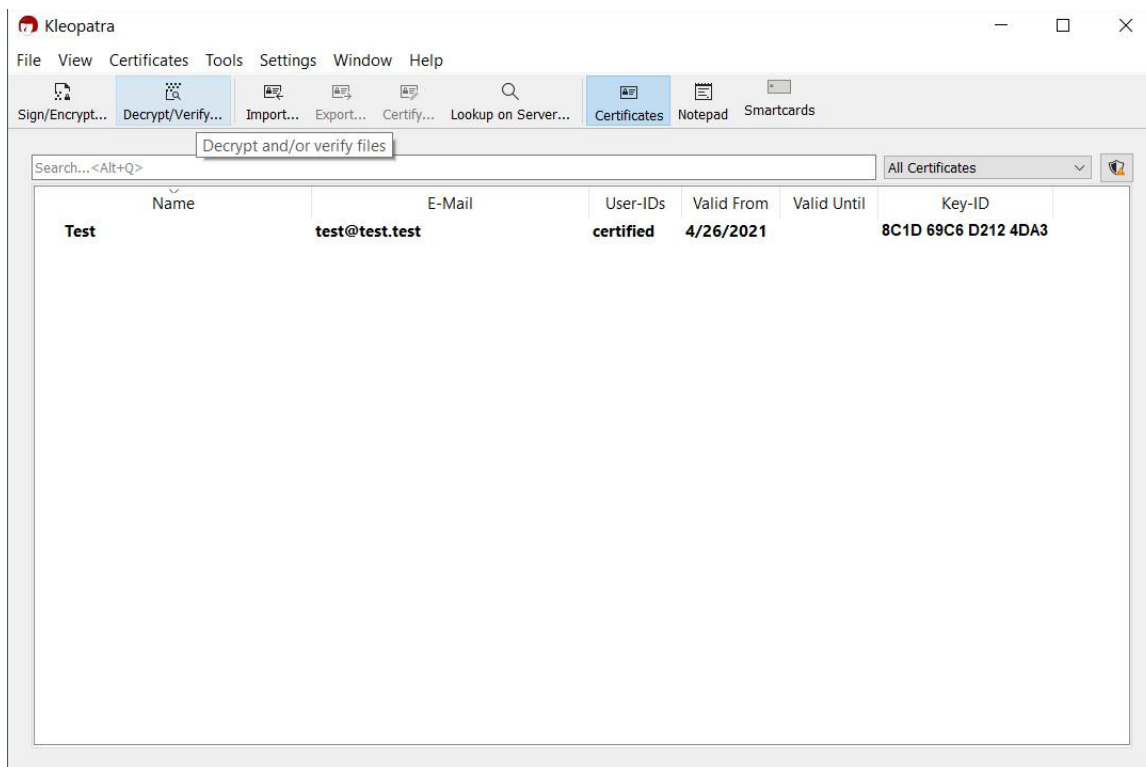 Kleopatra
File View Certificates Tools Settings Window Help
Sign/Encrypt... Decrypt/Verify... Import... Export... Certify... Lookup on Server... Certificates Notepad Smartcards
Decrypt and/or verify files
Search...<Alt+Q> All Certificates
Name E-Mail User-IDs Valid From Valid Until Key-ID
Test test@test.test certified 4/26/2021 8C1D 69C6 D212 4DA3